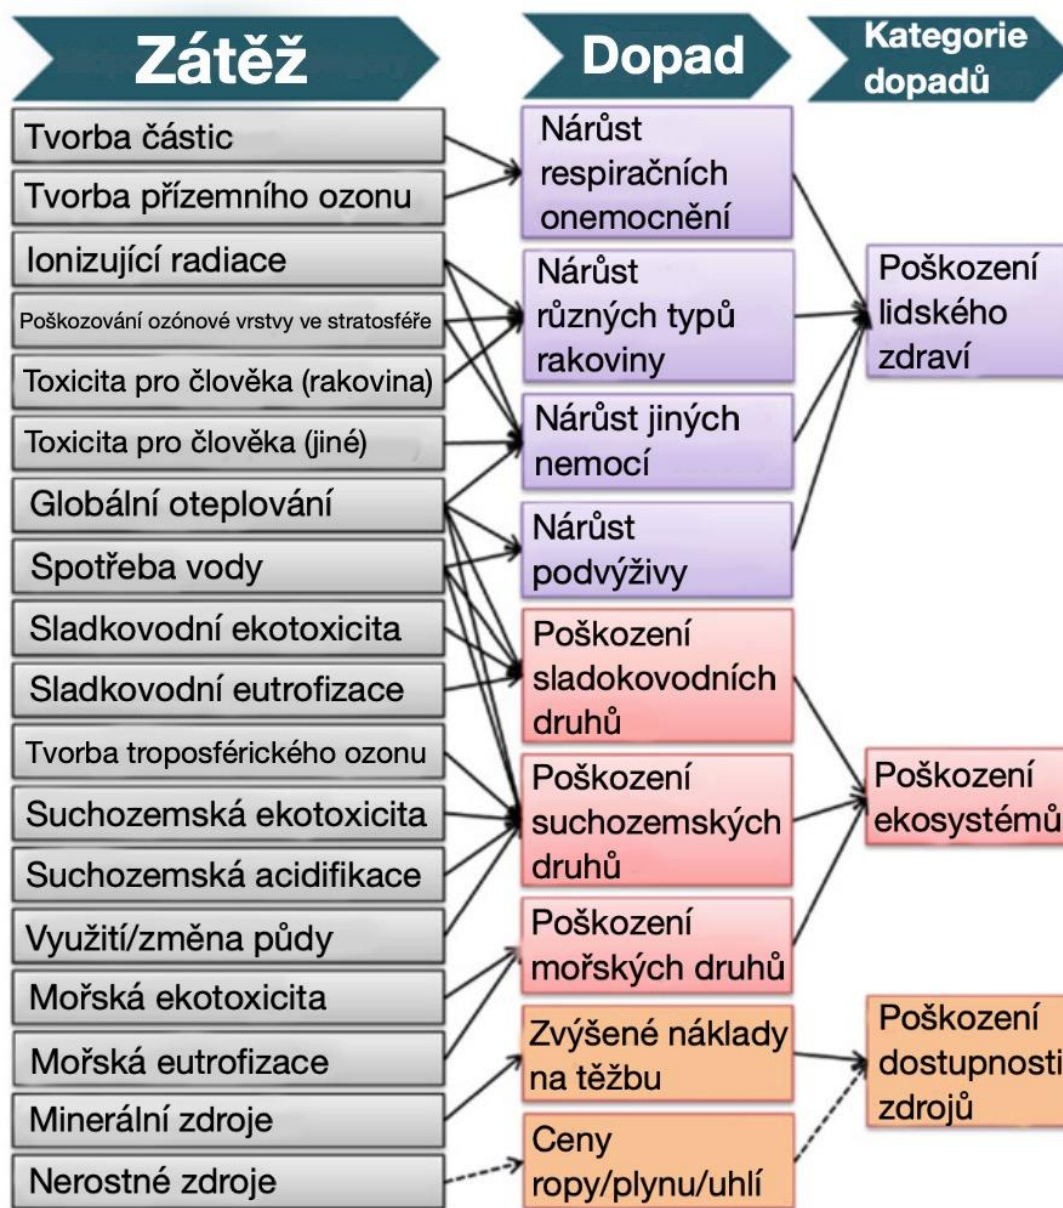 Zátěž
Tvorba částic
Tvorba přízemního ozonu
Ionizující radiace
Poškozování ozónové vrstvy ve stratosféře
Toxicita pro člověka (rakovina)
Toxicita pro člověka (jiné)
Globální oteplování
Spotřeba vody
Sladkovodní ekotoxicita
Sladkovodní eutrofizace
Tvorba troposférického ozonu
Suchozemská ekotoxicita
Suchozemská acidifikace
Využití/změna půdy
Mořská ekotoxicita
Mořská eutrofizace
Minerální zdroje
Nerostné zdroje
Dopad
Nárůst
respiračních
onemocnění
Nárůst
různých typů
rakoviny
Nárůst jiných
nemocí
Nárůst
podvýživy
Poškození
sladokovodních
druhů
Poškození
suchozemských
druhů
Poškození
mořských druhů
Zvýšené náklady
na těžbu
Ceny
ropy/plynu/uhlí
Kategorie
dopadů
Poškození
lidského
zdraví
Poškození
ekosystémů
Poškození
dostupnosti
zdrojů